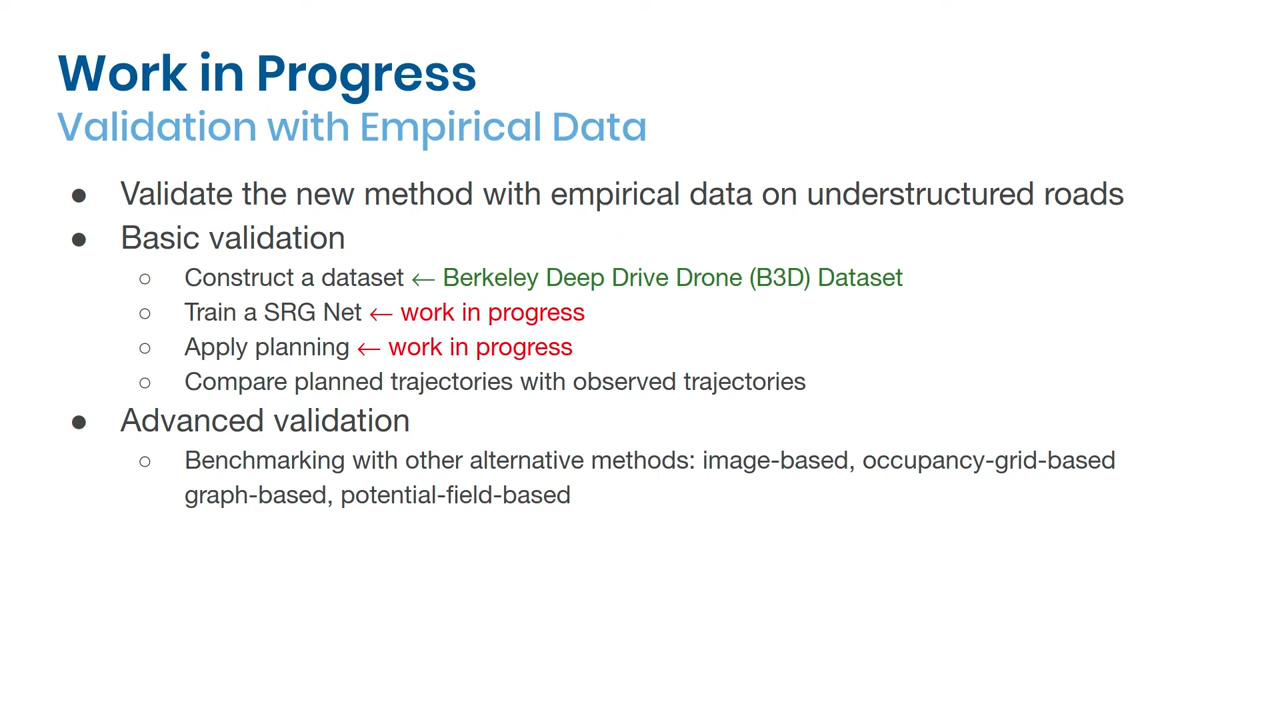 Work in Progress
Validation with Empirical Data
● Validate the new method with empirical data on understructured roads
● Basic validation
○ Construct a dataset ← Berkeley Deep Drive Drone (B3D) Dataset
○ Train a SRG Net ← work in progress
○ Apply planning ← work in progress
○ Compare planned trajectories with observed trajectories
● Advanced validation
○ Benchmarking with other alternative methods: image-based, occupancy-grid-based
graph-based, potential-field-based